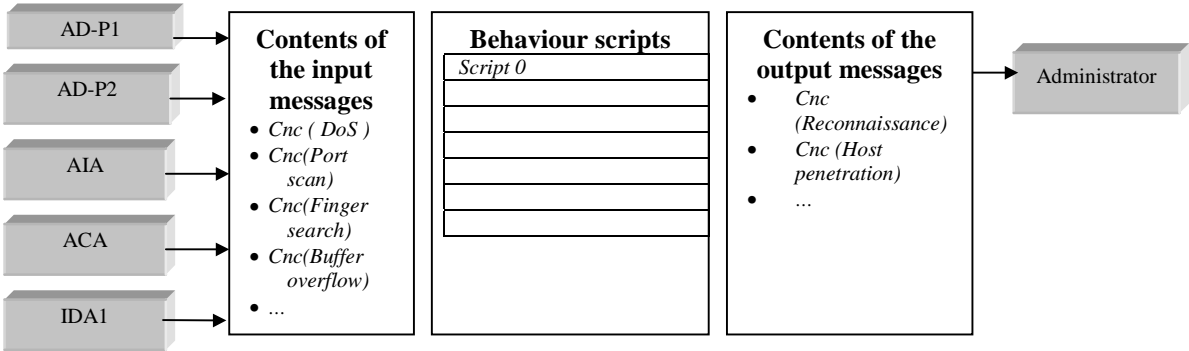 AD-P1
AD-P2
AIA
ACA
IDA1
Contents of
the input
messages
• Cnc ( DoS )
• Cnc(Port
scan)
• Cnc(Finger
search)
• Cnc(Buffer
overflow)
• ...
Behaviour scripts
Script 0
Contents of the
output messages
• Cnc
(Reconnaissance)
• Cnc (Host
penetration)
• ...
Administrator